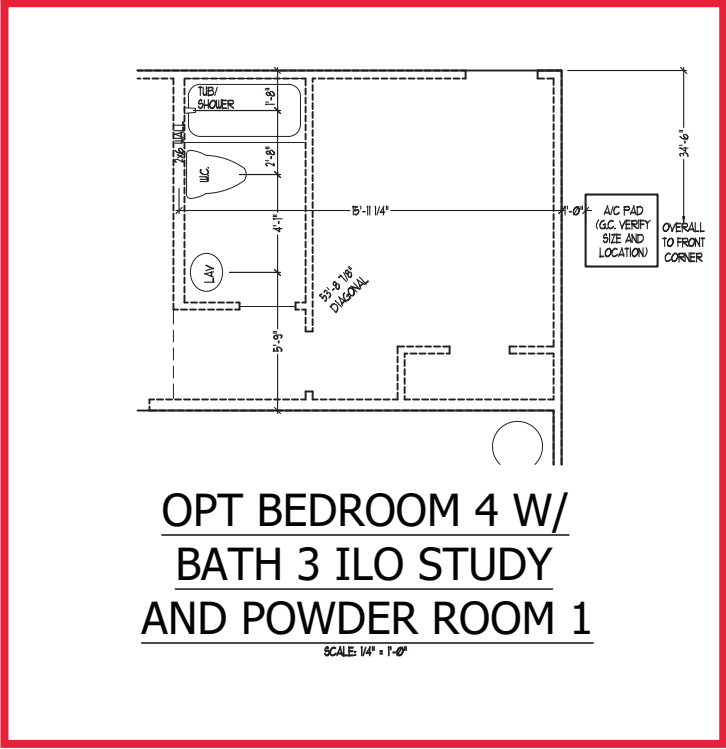 TUB/
SHOWER
1'-8"
2x6 WALL
W.C.
2'-8"
34'-6"
15'-11 1/4"
1'-0"
4'-1"
A/C PAD
(G.C. VERIFY
SIZE AND
LOCATION)
OVERALL
TO FRONT
CORNER
LAV
53'-8 7/8"
DIAGONAL
5'-9"
OPT BEDROOM 4 W/
BATH 3 ILO STUDY
AND POWDER ROOM 1
SCALE: 1/4" = 1'-0"